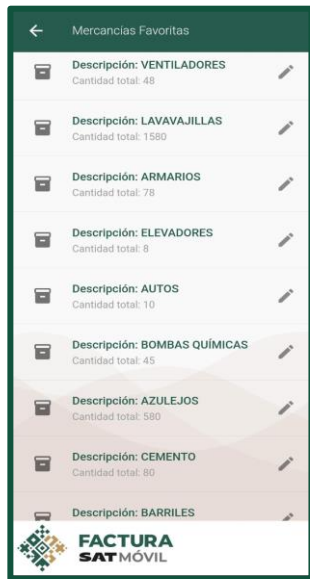 Mercancías Favoritas
Descripción: VENTILADORES
Cantidad total: 48
Descripción: LAVAVAJILLAS
Cantidad total: 1580
Descripción: ARMARIOS
Cantidad total: 78
Descripción: ELEVADORES
Cantidad total: 8
Descripción: AUTOS
Cantidad total: 10
Descripción: BOMBAS QUÍMICAS
Cantidad total: 45
Descripción: AZULEJOS
Cantidad total: 580
Descripción: CEMENTO
Cantidad total: 80
Descripción: BARRILES
FACTURA
SAT MÓVIL